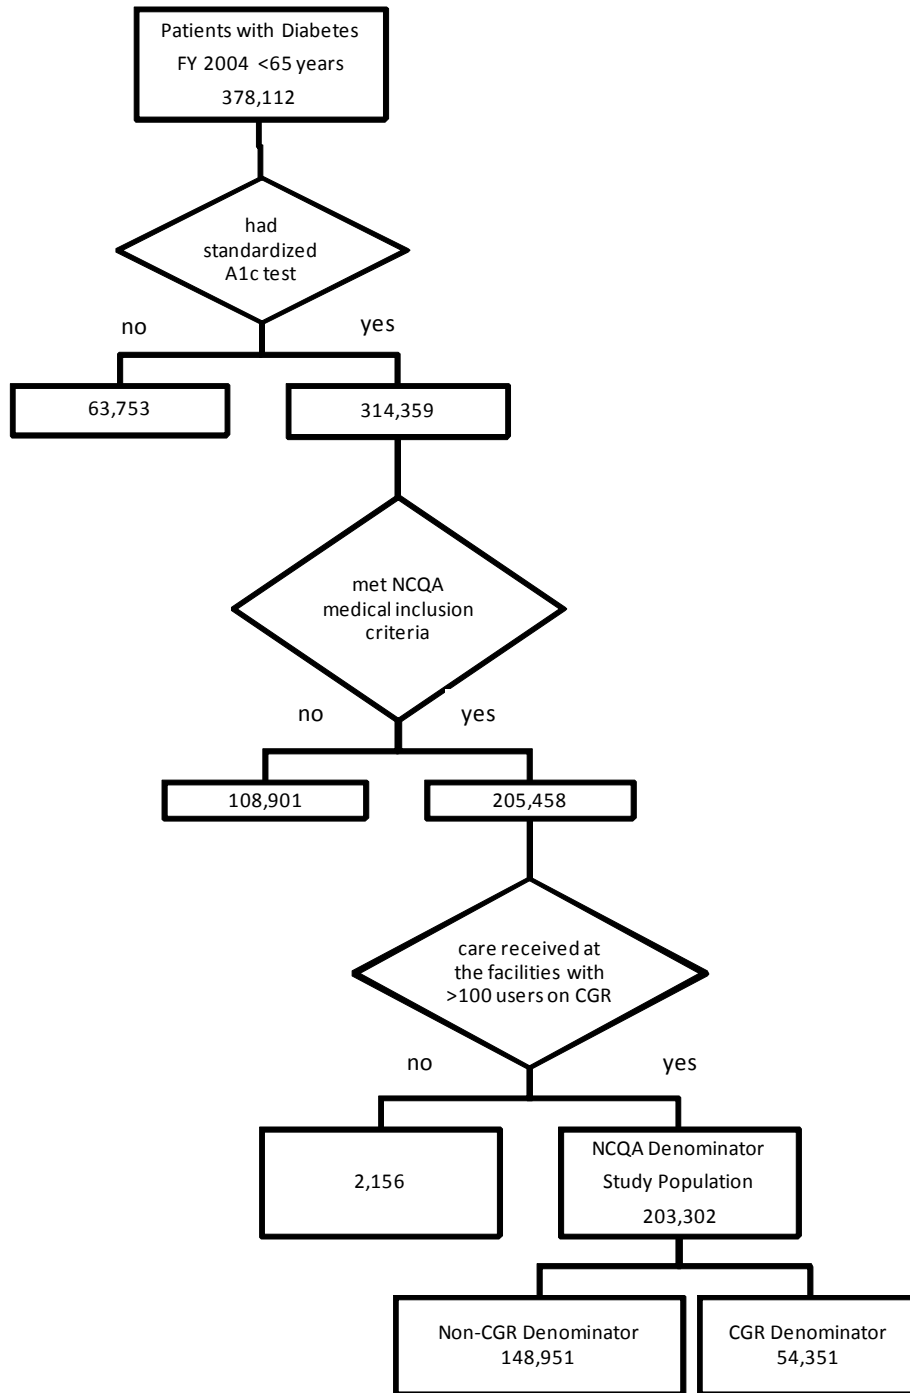 Patients with Diabetes
FY 2004 <65 years
378,112
had
standardized
A1c test
no
yes
63,753
314,359
met NCQA
medical inclusion
criteria
no
yes
108,901
205,458
care received at
the facilities with
>100 users on CGR
no
yes
2,156
NCQA Denominator
Study Population
203,302
Non-CGR Denominator
148,951
CGR Denominator
54,351